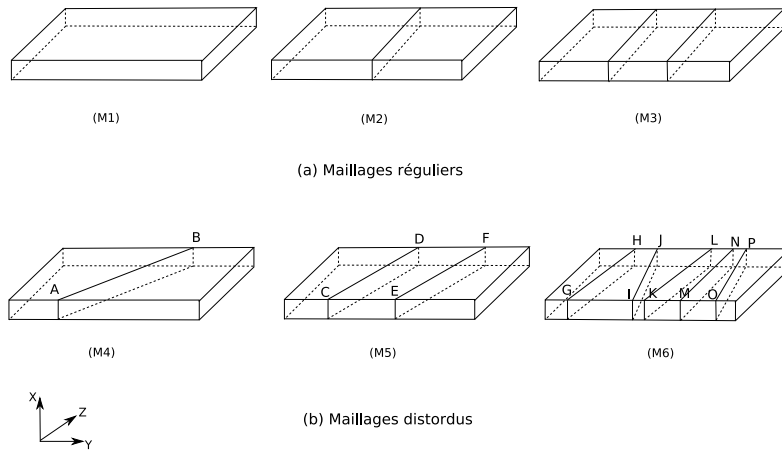 (M1) (M2) (M3)
(a) Maillages réguliers
B D F H J L N P
A C E G I K M O
(M4) (M5) (M6)
X Z Y
(b) Maillages distordus